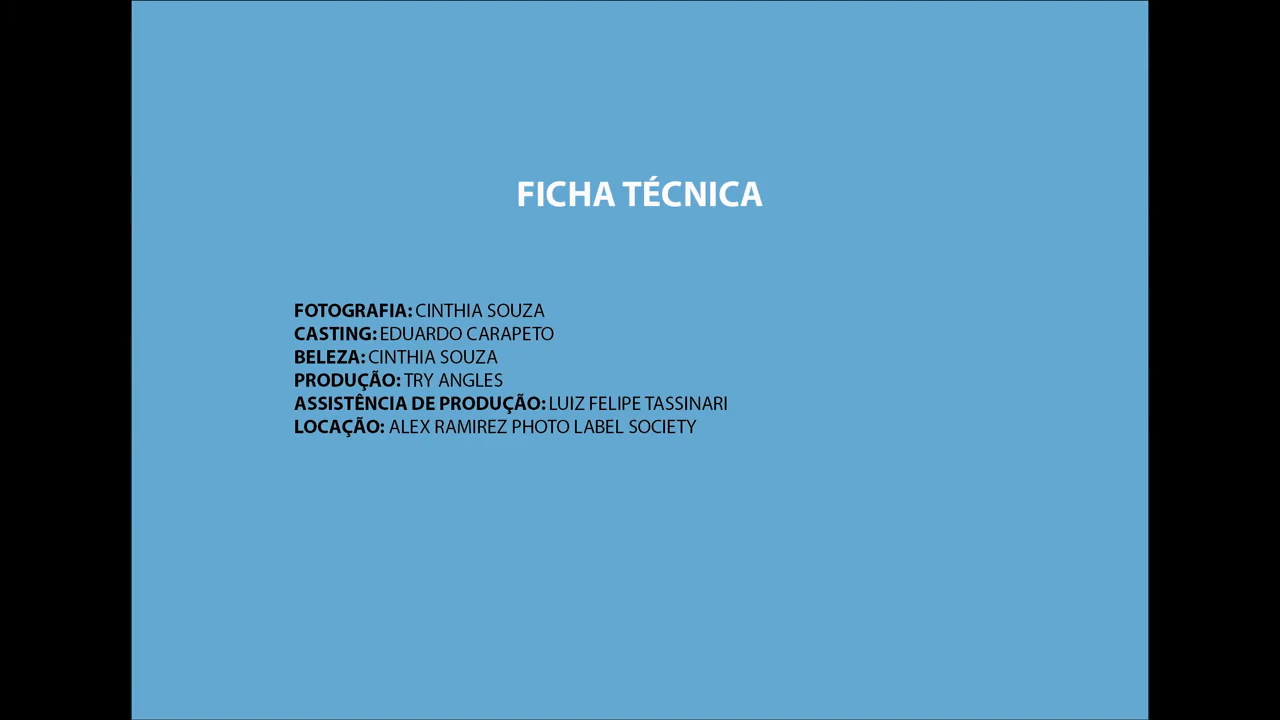 FICHA TÉCNICA
FOTOGRAFIA: CINTHIA SOUZA
CASTING: EDUARDO CARAPETO
BELEZA: CINTHIA SOUZA
PRODUÇÃO: TRY ANGLES
ASSISTÊNCIA DE PRODUÇÃO: LUIZ FELIPE TASSINARI
LOCAÇÃO: ALEX RAMIREZ PHOTO LABEL SOCIETY